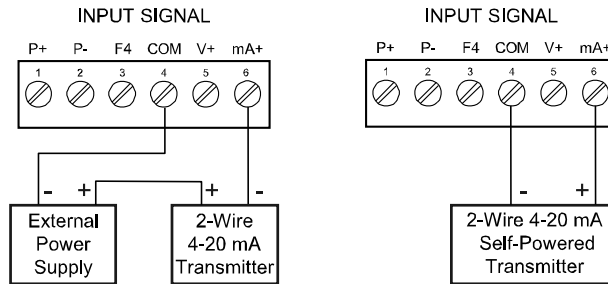 INPUT SIGNAL
P+ P- F4 COM V+ mA+
1 2 3 4 5 6
- + + -
External
Power
Supply
2-Wire
4-20 mA
Transmitter
INPUT SIGNAL
P+ P- F4 COM V+ mA+
1 2 3 4 5 6
- +
2-Wire 4-20 mA
Self-Powered
Transmitter